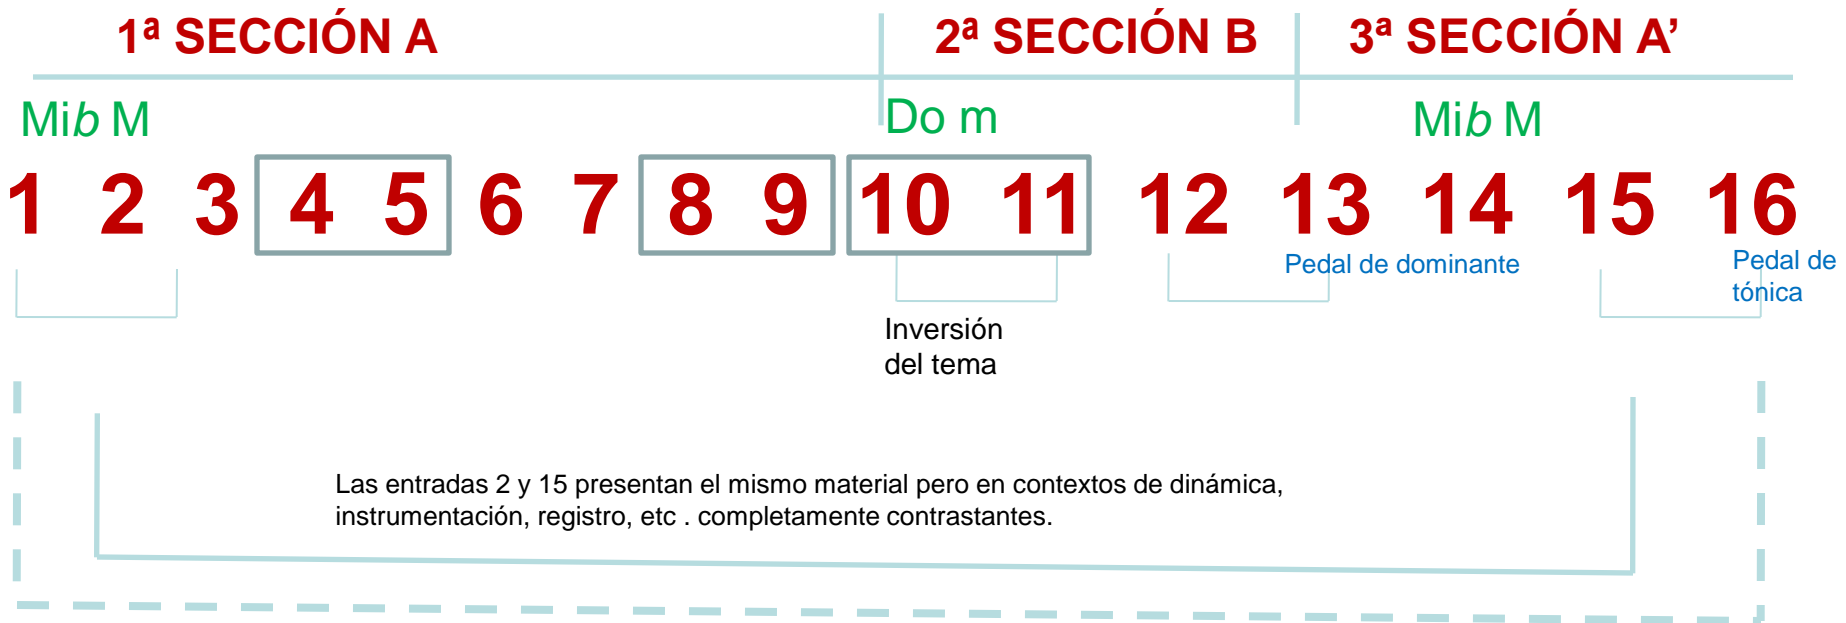 1ª SECCIÓN A 2ª SECCIÓN B 3ª SECCIÓN A’
Mib M Do m Mib M
1 2 3 4 5 6 7 8 9 10 11 12 13 14 15 16
Pedal de dominante
Pedal de
tónica
Inversión
del tema
Las entradas 2 y 15 presentan el mismo material pero en contextos de dinámica,
instrumentación, registro, etc . completamente contrastantes.